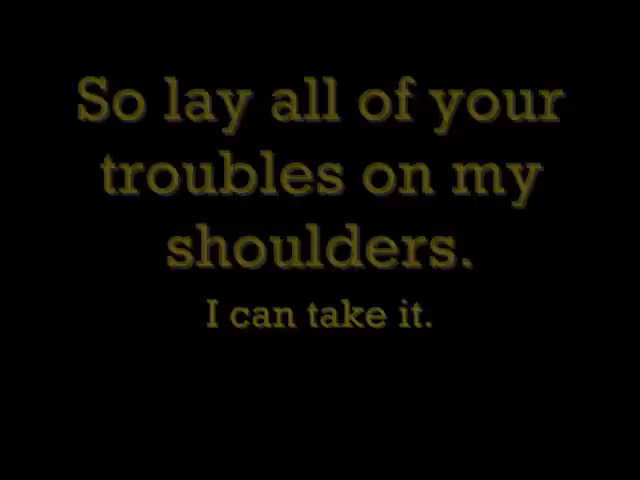 So lay all of your
troubles on my
shoulders.
I can take it.